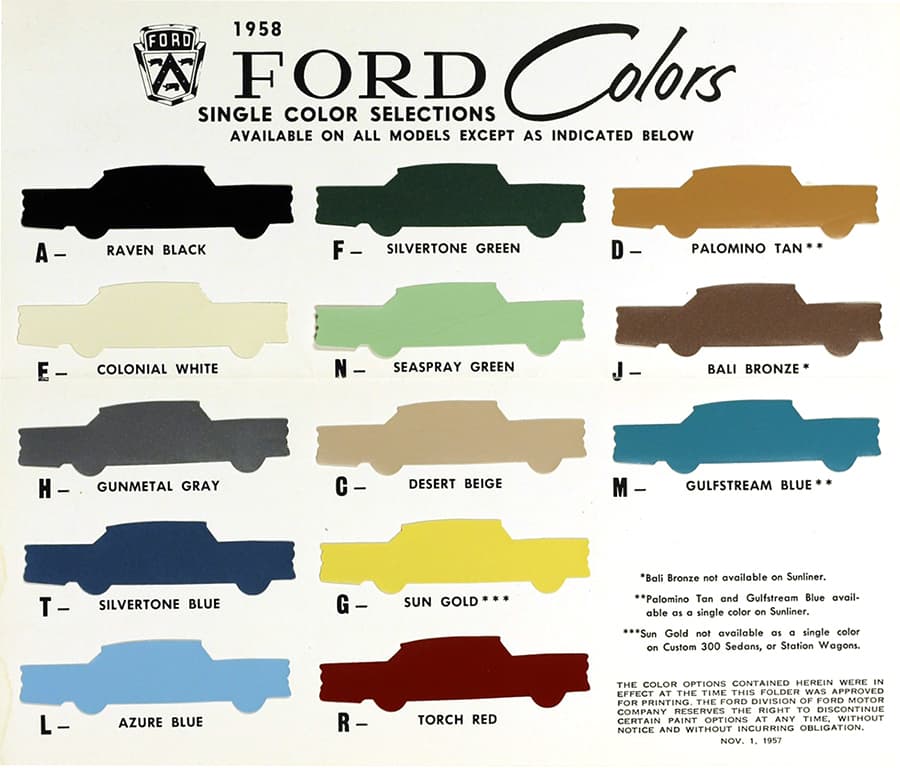 FORD
1958
FORD Colors
SINGLE COLOR SELECTIONS
AVAILABLE ON ALL MODELS EXCEPT AS INDICATED BELOW
A – RAVEN BLACK
F – SILVERTONE GREEN
D – PALOMINO TAN **
E – COLONIAL WHITE
N – SEASPRAY GREEN
J – BALI BRONZE *
H – GUNMETAL GRAY
C – DESERT BEIGE
M – GULFSTREAM BLUE **
T – SILVERTONE BLUE
G – SUN GOLD ***
L – AZURE BLUE
R – TORCH RED
*Bali Bronze not available on Sunliner.
**Palomino Tan and Gulfstream Blue avail-
able as a single color on Sunliner.
***Sun Gold not available as a single color
on Custom 300 Sedans, or Station Wagons.
THE COLOR OPTIONS CONTAINED HEREIN WERE IN
EFFECT AT THE TIME THIS FOLDER WAS APPROVED
FOR PRINTING. THE FORD DIVISION OF FORD MOTOR
COMPANY RESERVES THE RIGHT TO DISCONTINUE
CERTAIN PAINT OPTIONS AT ANY TIME, WITHOUT
NOTICE AND WITHOUT INCURRING OBLIGATION.
NOV. 1, 1957